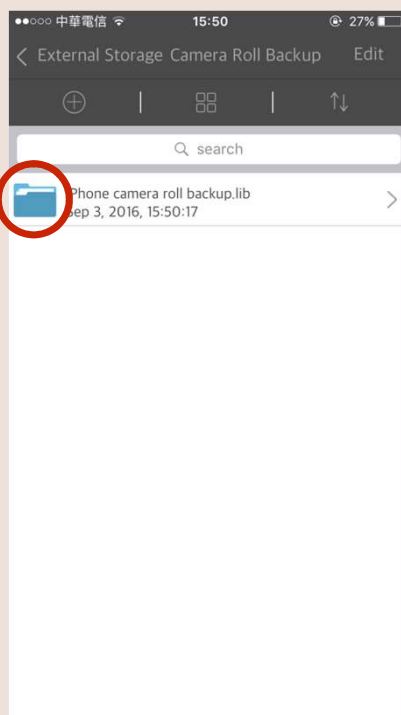 中華電信 15:50 27%
External Storage Camera Roll Backup Edit
search
Phone camera roll backup.lib
Sep 3, 2016, 15:50:17